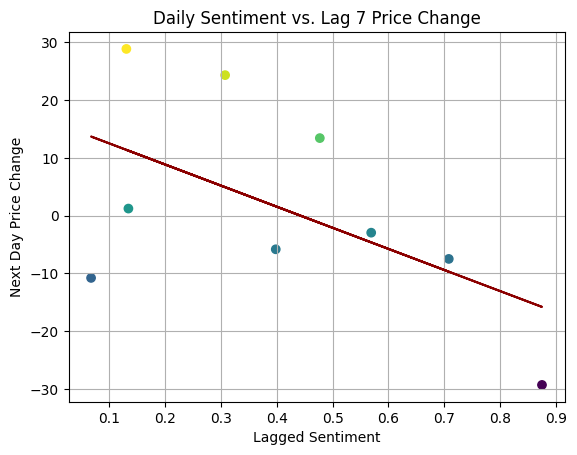 Daily Sentiment vs. Lag 7 Price Change
Next Day Price Change
30
20
10
0
−10
−20
−30
0.1 0.2 0.3 0.4 0.5 0.6 0.7 0.8 0.9
Lagged Sentiment